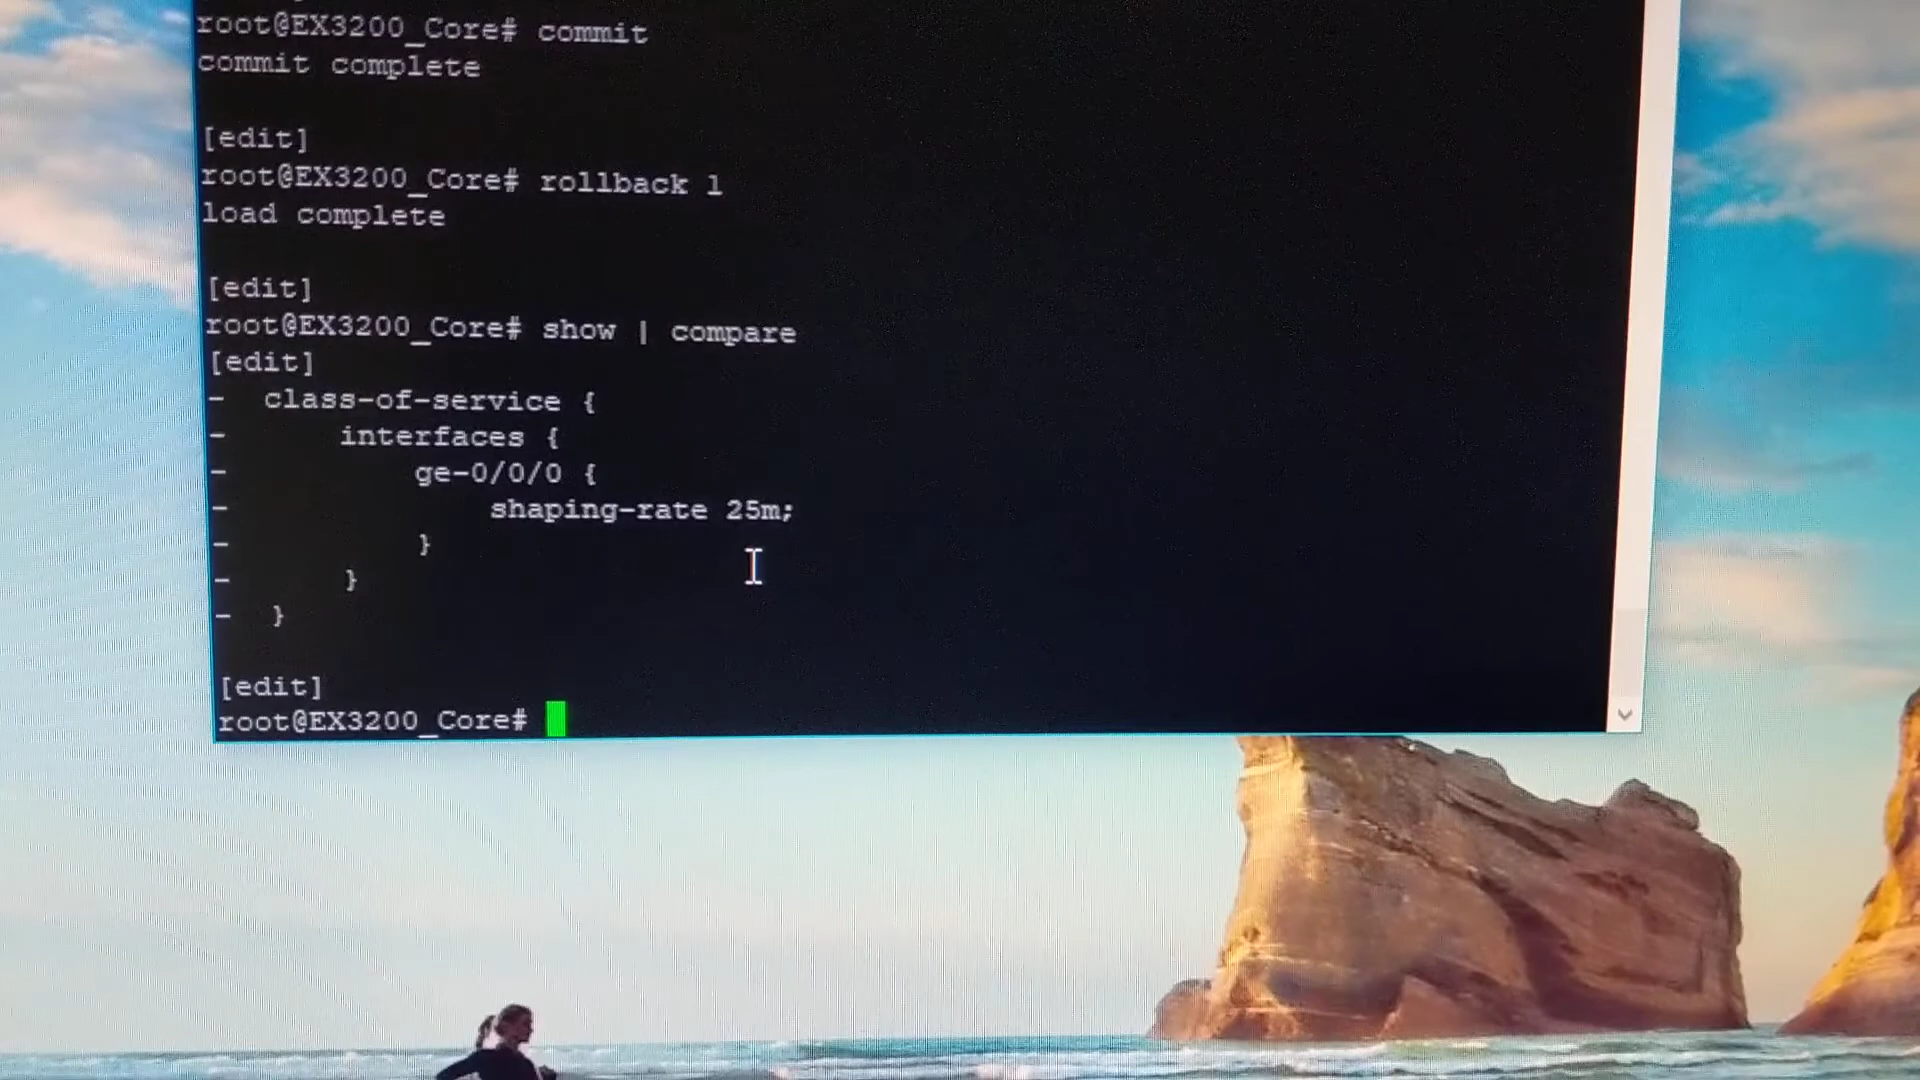 root@EX3200_Core# commit
commit complete
[edit]
root@EX3200_Core# rollback 1
load complete
[edit]
root@EX3200_Core# show | compare
[edit]
-  class-of-service {
-      interfaces {
-          ge-0/0/0 {
-              shaping-rate 25m;
-          }
-      }
-  }
[edit]
root@EX3200_Core#